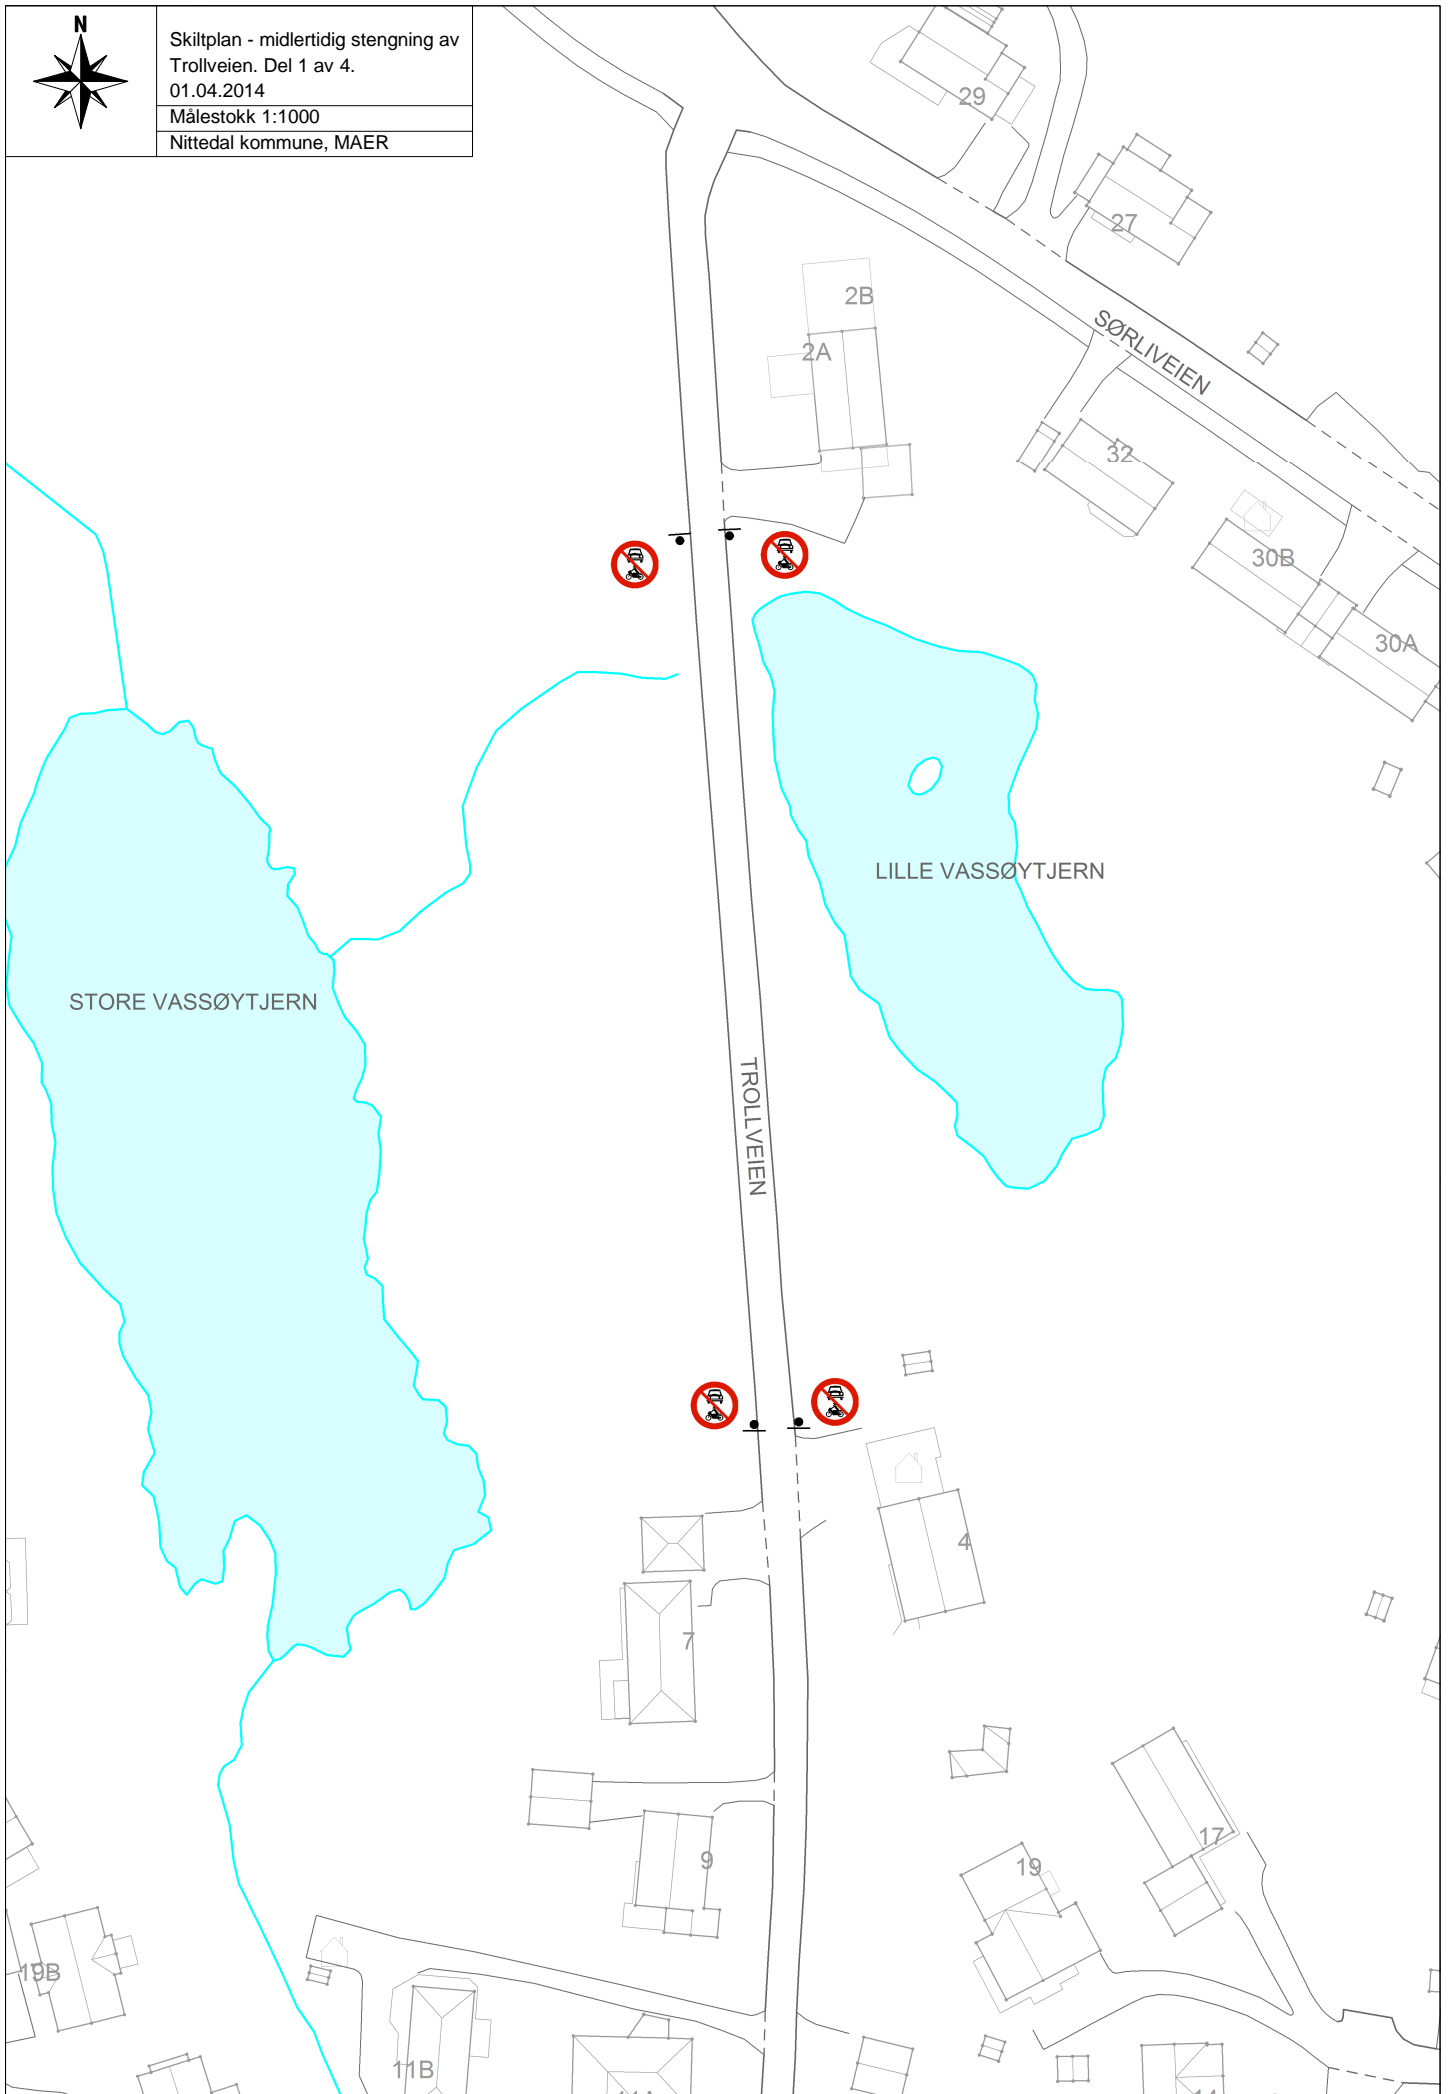 N
Skiltplan - midlertidig stengning av
Trollveien. Del 1 av 4.
01.04.2014
Målestokk 1:1000
Nittedal kommune, MAER
29
27
2B
2A
SØRLIVEIEN
32
30B
30A
LILLE VASSØYTJERN
STORE VASSØYTJERN
TROLLVEIEN
4
7
9
17
19
19B
11B